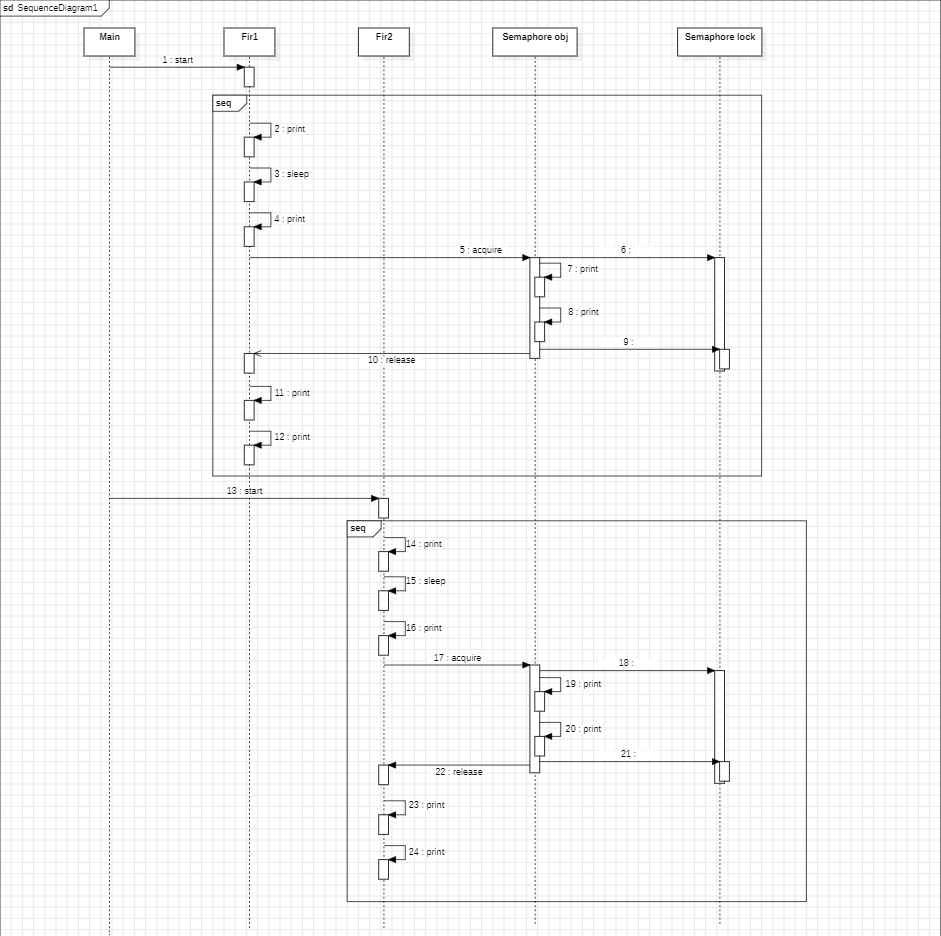 sd SequenceDiagram1
Main
Fir1
Fir2
Semaphore obj
Semaphore lock
1 : start
seq
2 : print
3 : sleep
4 : print
5 : acquire
6 :
7 : print
8 : print
9 :
10 : release
11 : print
12 : print
13 : start
seq
14 : print
15 : sleep
16 : print
17 : acquire
18 :
19 : print
20 : print
21 :
22 : release
23 : print
24 : print